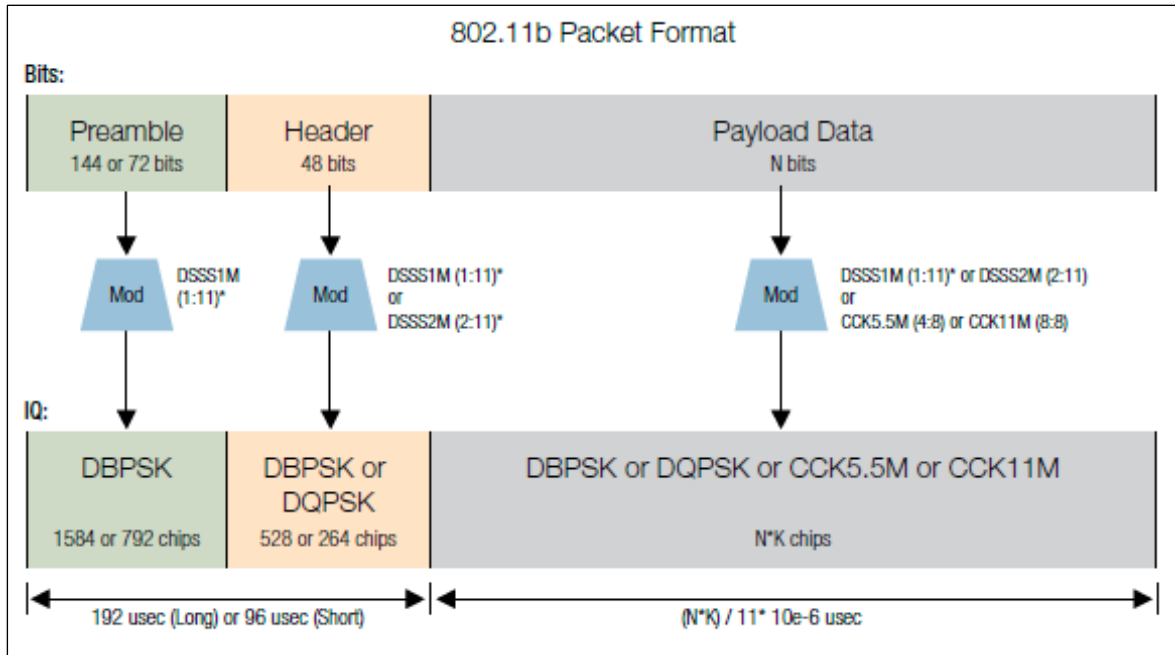 802.11b Packet Format
Bits:
Preamble
144 or 72 bits
Header
48 bits
Payload Data
N bits
Mod
DSSS1M
(1:11)*
Mod
DSSS1M (1:11)*
or
DSSS2M (2:11)*
Mod
DSSS1M (1:11)* or DSSS2M (2:11)
or
CCK5.5M (4:8) or CCK11M (8:8)
IQ:
DBPSK
1584 or 792 chips
DBPSK or
DQPSK
528 or 264 chips
DBPSK or DQPSK or CCK5.5M or CCK11M
N*K chips
192 usec (Long) or 96 usec (Short)
(N*K) / 11* 10e-6 usec